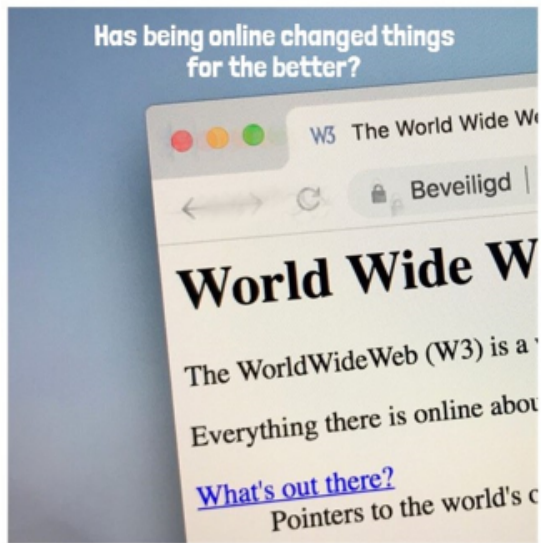 Has being online changed things
for the better?
W3 The World Wide We
Beveiligd
World Wide W
The WorldWideWeb (W3) is a
Everything there is online abou
What's out there?
Pointers to the world's